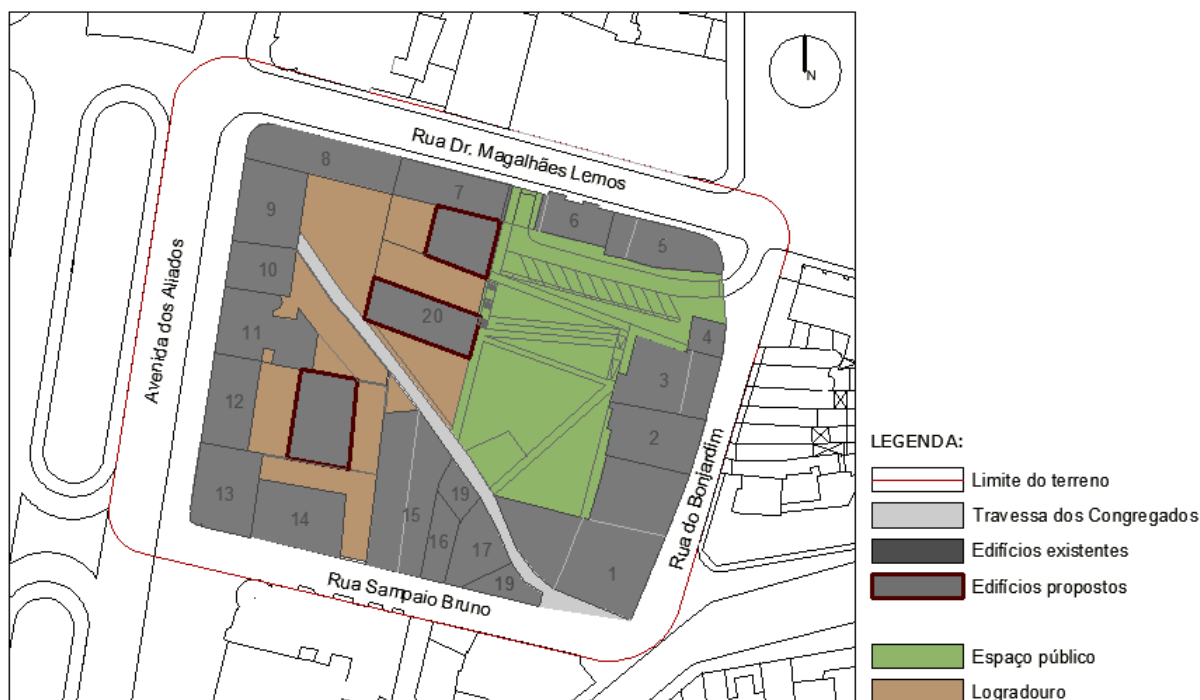 N
Rua Dr. Magalhães Lemos
8
7
6
5
9
10
20
4
11
3
Avenida dos Aliados
12
2
Rua do Bonjardim
13
14
15
19
16
17
19
1
Rua Sampaio Bruno
LEGENDA:
Limite do terreno
Travessa dos Congregados
Edifícios existentes
Edifícios propostos
Espaço público
Logradouro